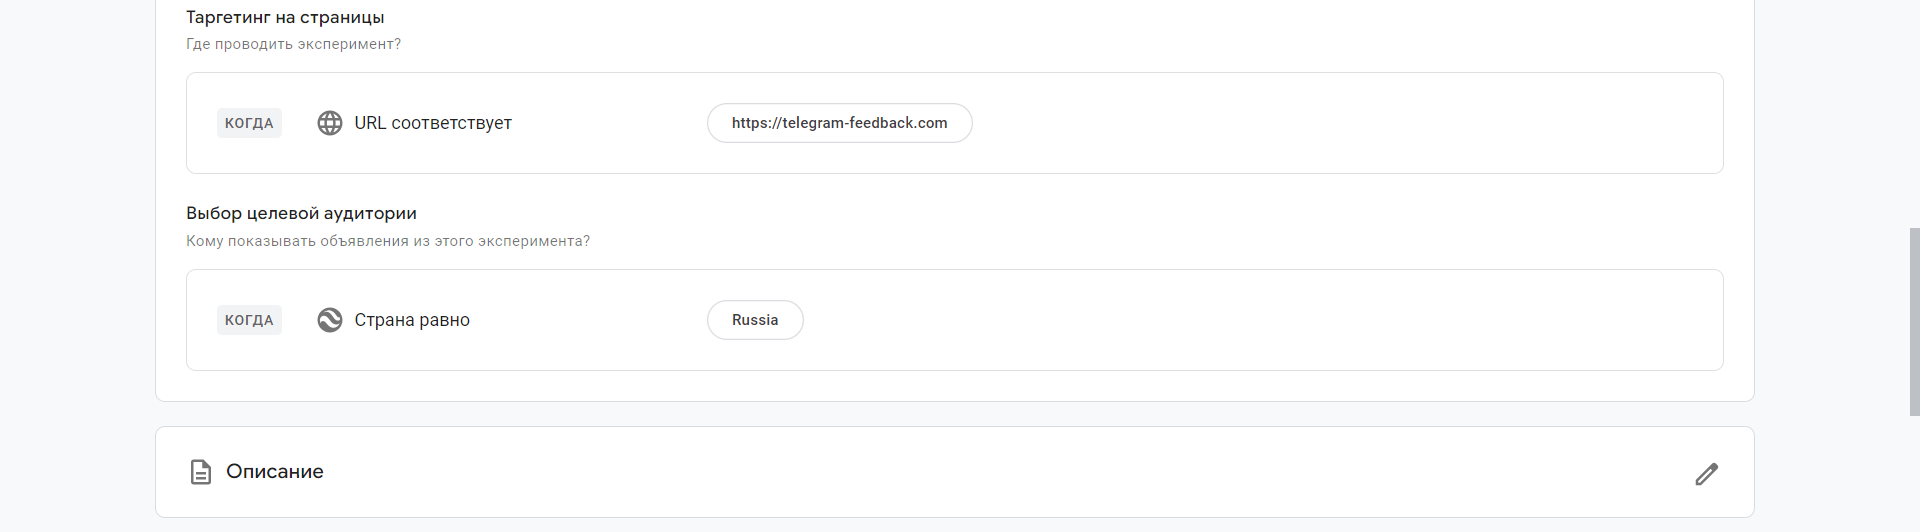 Таргетинг на страницы
Где проводить эксперимент?
КОГДА URL соответствует https://telegram-feedback.com
Выбор целевой аудитории
Кому показывать объявления из этого эксперимента?
КОГДА Страна равно Russia
Описание